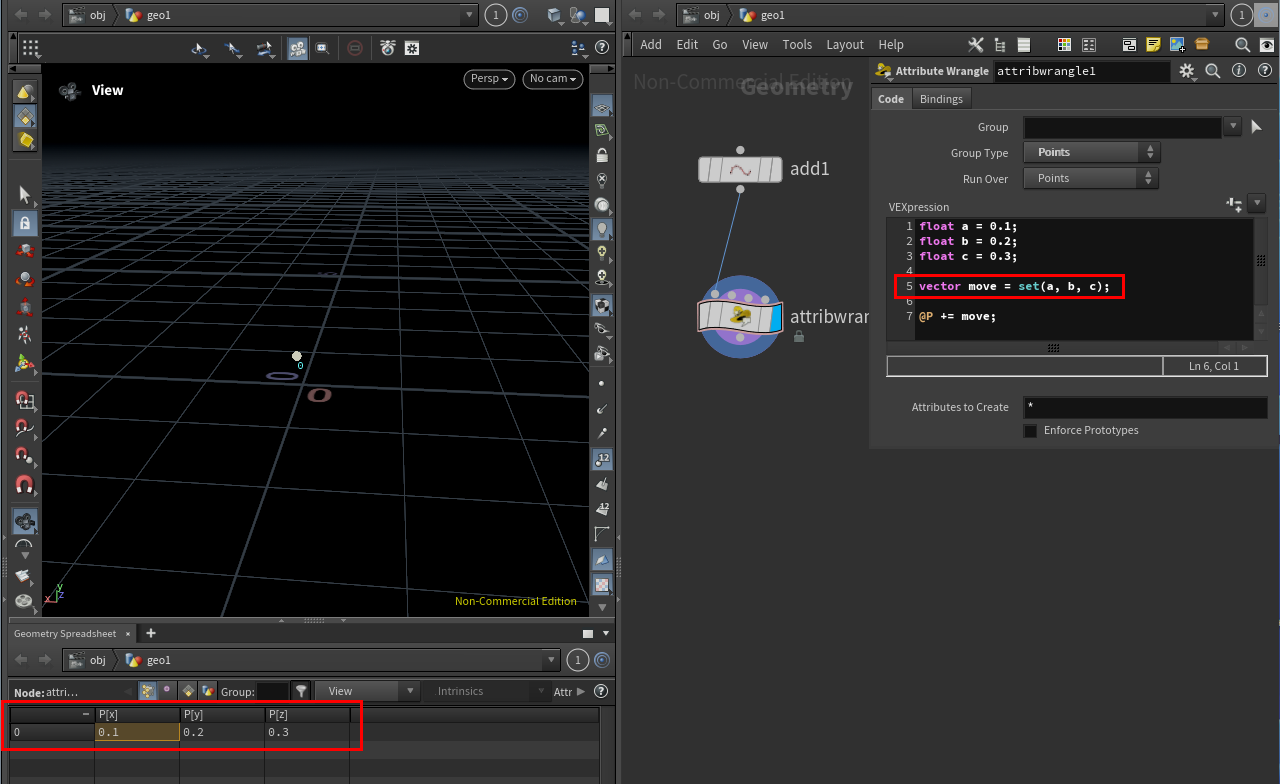 obj geo1 1
View
Persp No cam
0
0
0
12
12
y
x z
Non-Commercial Edition
Geometry Spreadsheet × +
obj geo1 1
Node: attri... Group: View Intrinsics Attr
P[x] P[y] P[z]
0 0.1 0.2 0.3
obj geo1 1
Add Edit Go View Tools Layout Help
Non-Commercial Edition
Geometry
add1
attribwran
Attribute Wrangle attribwrangle1
Code Bindings
Group
Group Type Points
Run Over Points
VEXpression
1 float a = 0.1;
2 float b = 0.2;
3 float c = 0.3;
4
5 vector move = set(a, b, c);
6
7 @P += move;
Ln 6, Col 1
Attributes to Create *
Enforce Prototypes